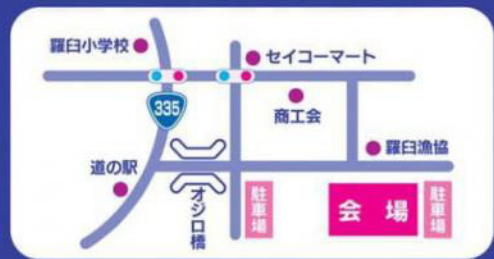 羅臼小学校
セイコーマート
335
商工会
羅臼漁協
道の駅
オジロ橋
駐車場
会場
駐車場